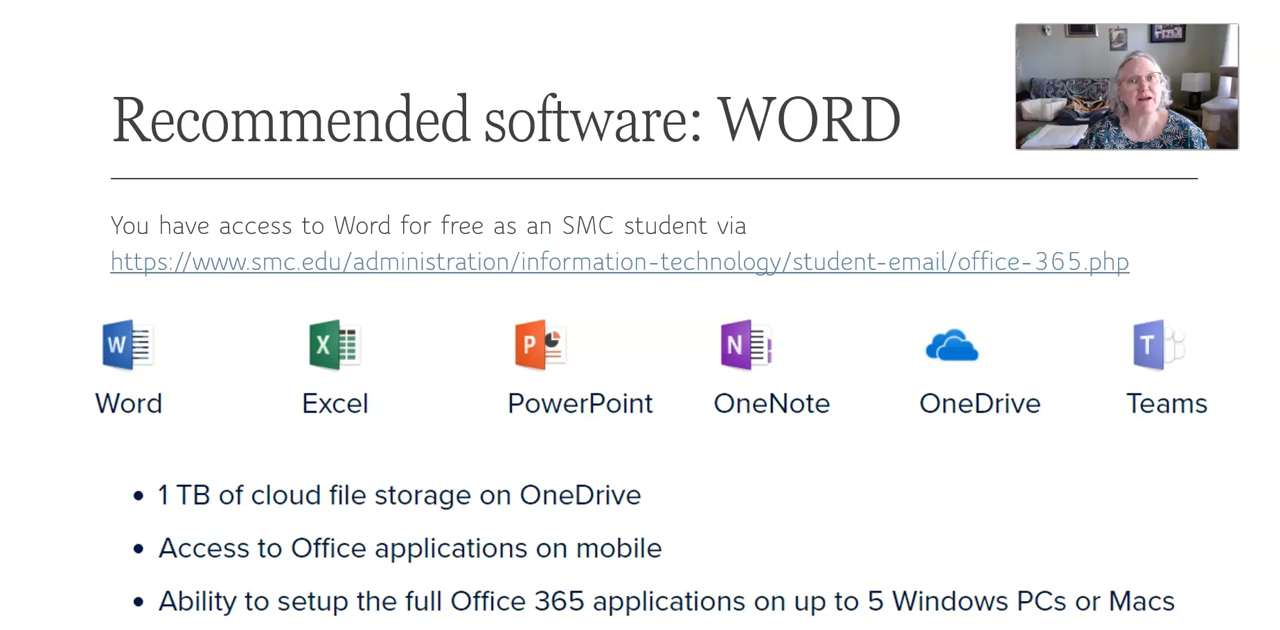 Recommended software: WORD
You have access to Word for free as an SMC student via
https://www.smc.edu/administration/information-technology/student-email/office-365.php
W X P N T
Word Excel PowerPoint OneNote OneDrive Teams
• 1 TB of cloud file storage on OneDrive
• Access to Office applications on mobile
• Ability to setup the full Office 365 applications on up to 5 Windows PCs or Macs